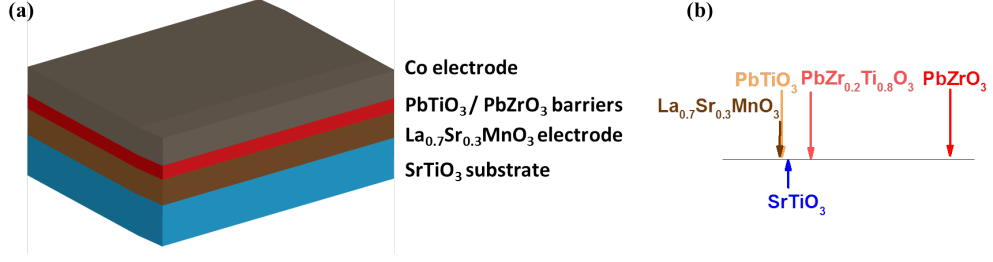 (a)
Co electrode
PbTiO₃ / PbZrO₃ barriers
La₀.₇Sr₀.₃MnO₃ electrode
SrTiO₃ substrate
(b)
PbTiO₃
PbZr₀.₂Ti₀.₈O₃
PbZrO₃
La₀.₇Sr₀.₃MnO₃
SrTiO₃